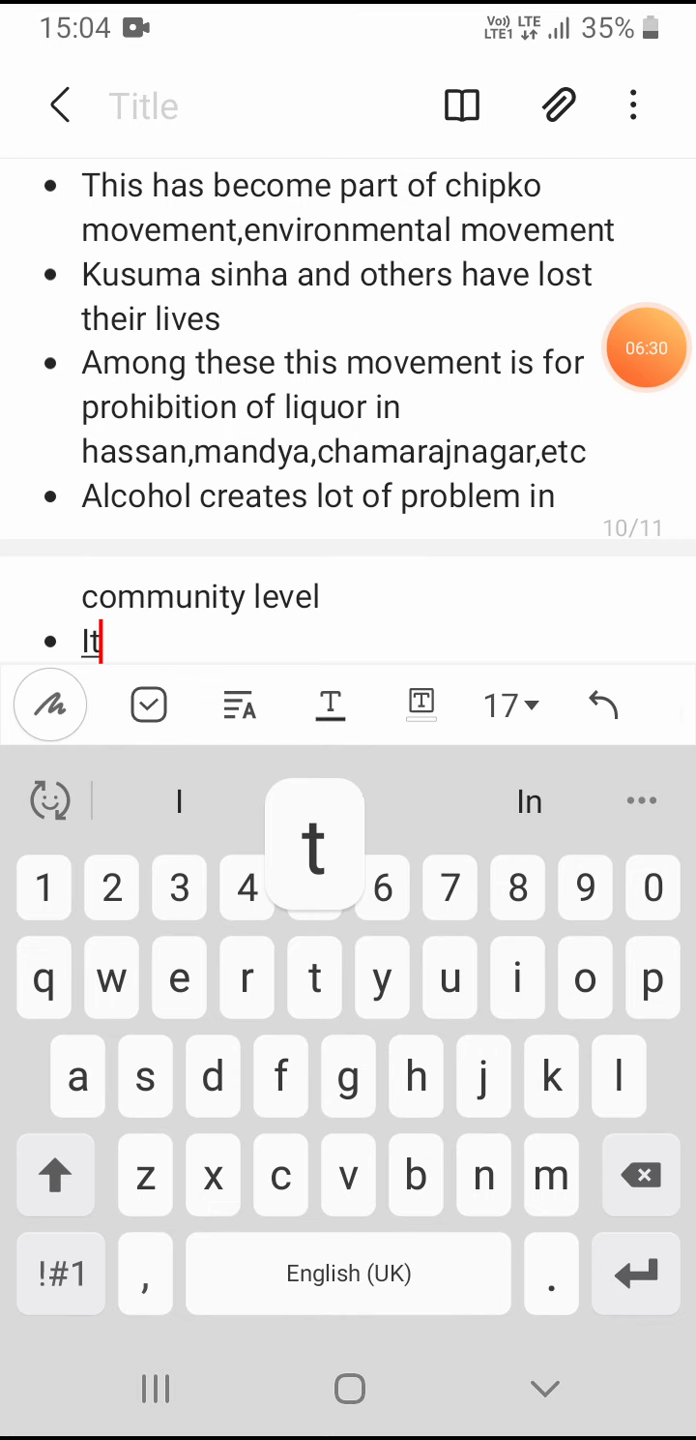 15:04 Vo) LTE LTE1 35%
Title
This has become part of chipko
movement,environmental movement
Kusuma sinha and others have lost
their lives
06:30
Among these this movement is for
prohibition of liquor in
hassan,mandya,chamarajnagar,etc
Alcohol creates lot of problem in
10/11
community level
It
T T 17
I t In
1 2 3 4 6 7 8 9 0
q w e r t y u i o p
a s d f g h j k l
z x c v b n m
!#1 , English (UK) .